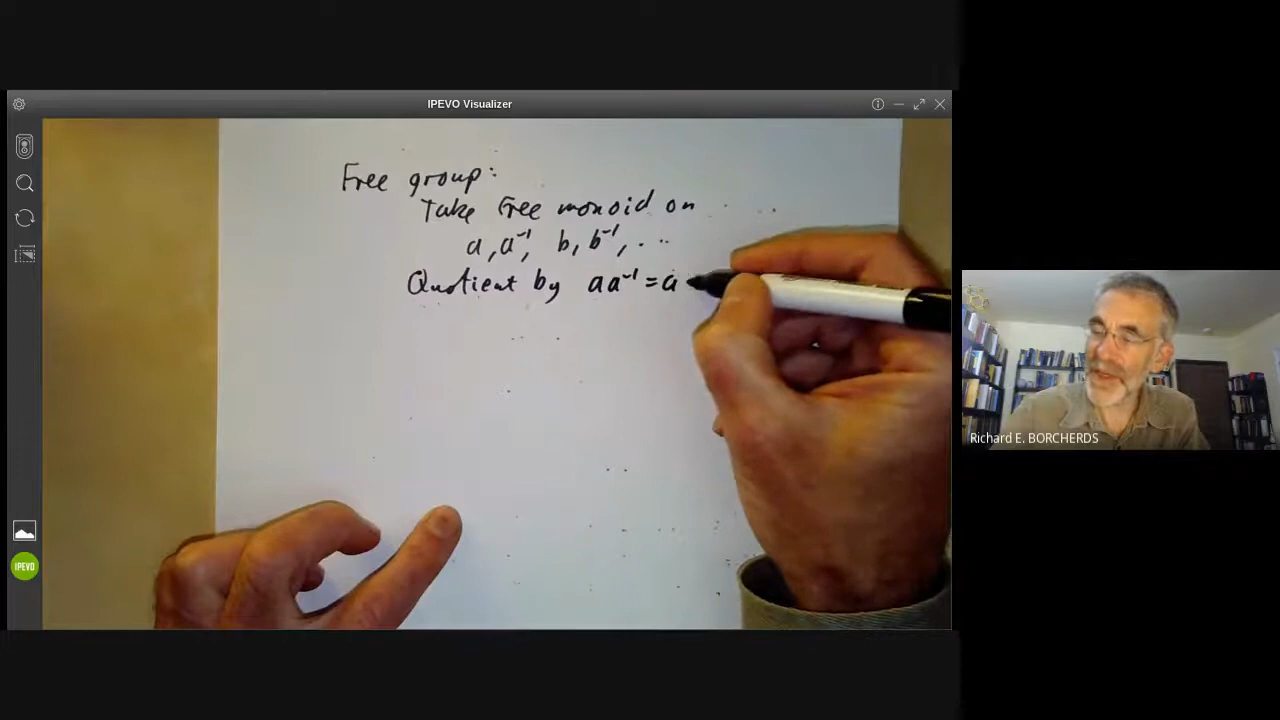 IPEVO Visualizer
Free group:
Take Free monoid on
a, a⁻¹, b, b⁻¹, ...
Quotient by aa⁻¹ = a
Richard E. BORCHERDS
IPEVO